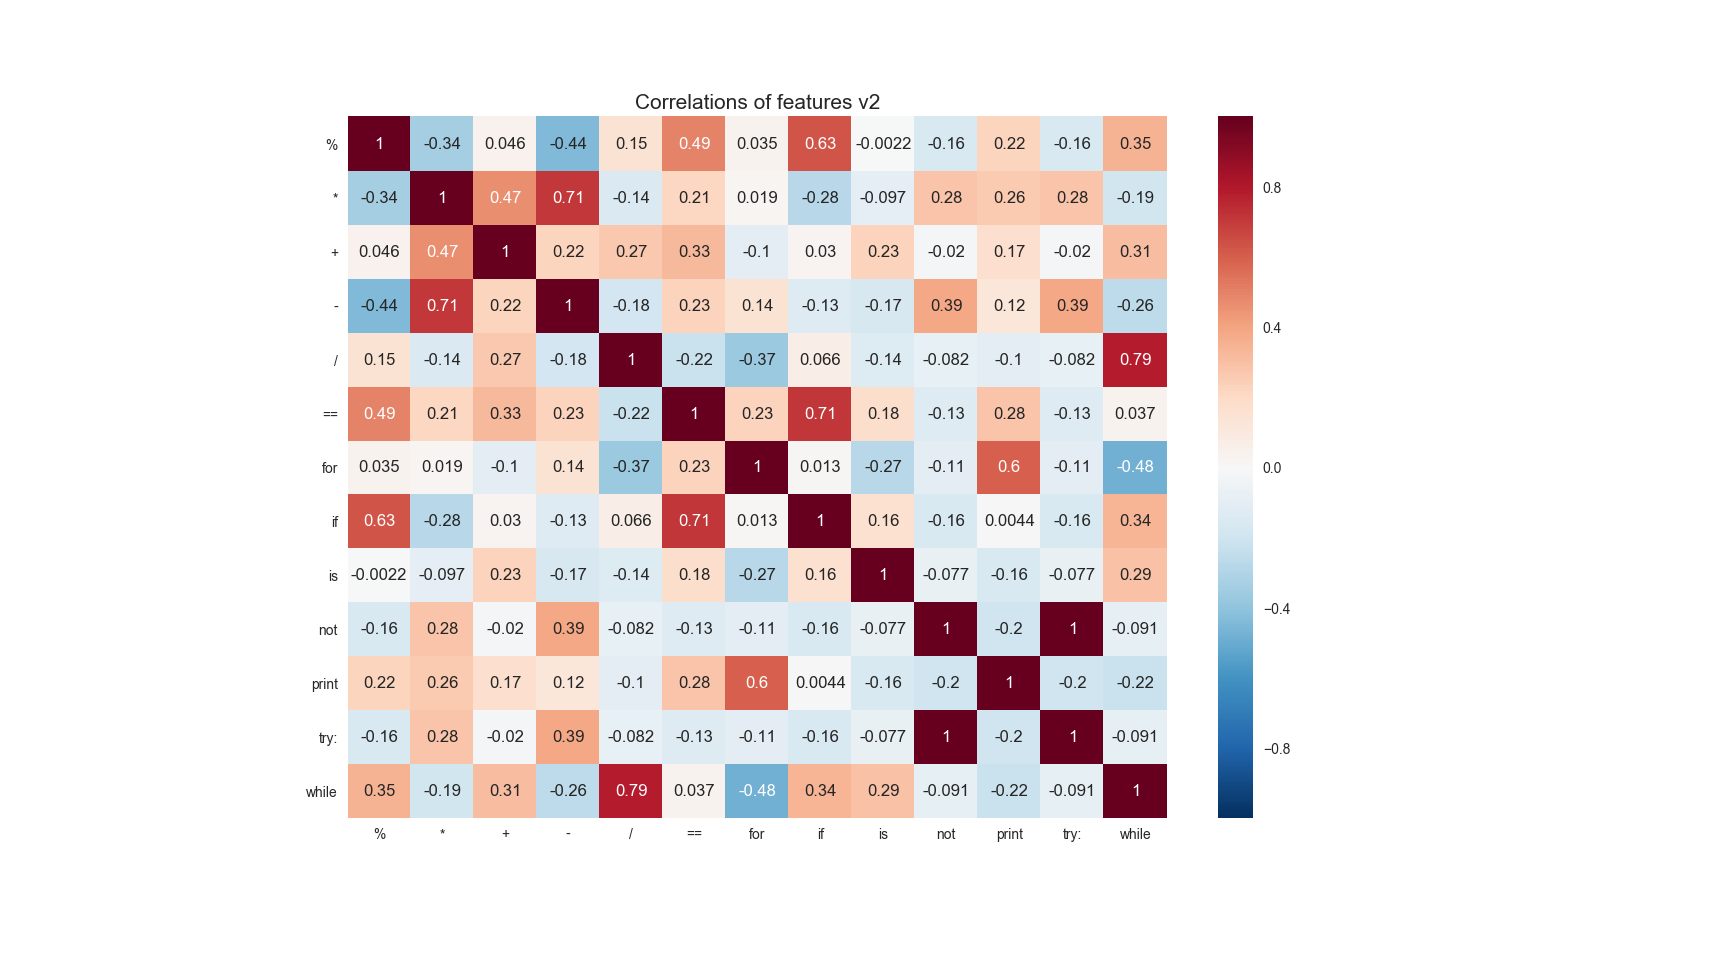 Correlations of features v2
% 1 -0.34 0.046 -0.44 0.15 0.49 0.035 0.63 -0.0022 -0.16 0.22 -0.16 0.35
* -0.34 1 0.47 0.71 -0.14 0.21 0.019 -0.28 -0.097 0.28 0.26 0.28 -0.19
+ 0.046 0.47 1 0.22 0.27 0.33 -0.1 0.03 0.23 -0.02 0.17 -0.02 0.31
- -0.44 0.71 0.22 1 -0.18 0.23 0.14 -0.13 -0.17 0.39 0.12 0.39 -0.26
/ 0.15 -0.14 0.27 -0.18 1 -0.22 -0.37 0.066 -0.14 -0.082 -0.1 -0.082 0.79
== 0.49 0.21 0.33 0.23 -0.22 1 0.23 0.71 0.18 -0.13 0.28 -0.13 0.037
for 0.035 0.019 -0.1 0.14 -0.37 0.23 1 0.013 -0.27 -0.11 0.6 -0.11 -0.48
if 0.63 -0.28 0.03 -0.13 0.066 0.71 0.013 1 0.16 -0.16 0.0044 -0.16 0.34
is -0.0022 -0.097 0.23 -0.17 -0.14 0.18 -0.27 0.16 1 -0.077 -0.16 -0.077 0.29
not -0.16 0.28 -0.02 0.39 -0.082 -0.13 -0.11 -0.16 -0.077 1 -0.2 1 -0.091
print 0.22 0.26 0.17 0.12 -0.1 0.28 0.6 0.0044 -0.16 -0.2 1 -0.2 -0.22
try: -0.16 0.28 -0.02 0.39 -0.082 -0.13 -0.11 -0.16 -0.077 1 -0.2 1 -0.091
while 0.35 -0.19 0.31 -0.26 0.79 0.037 -0.48 0.34 0.29 -0.091 -0.22 -0.091 1
% * + - / == for if is not print try: while
0.8
0.4
0.0
−0.4
−0.8